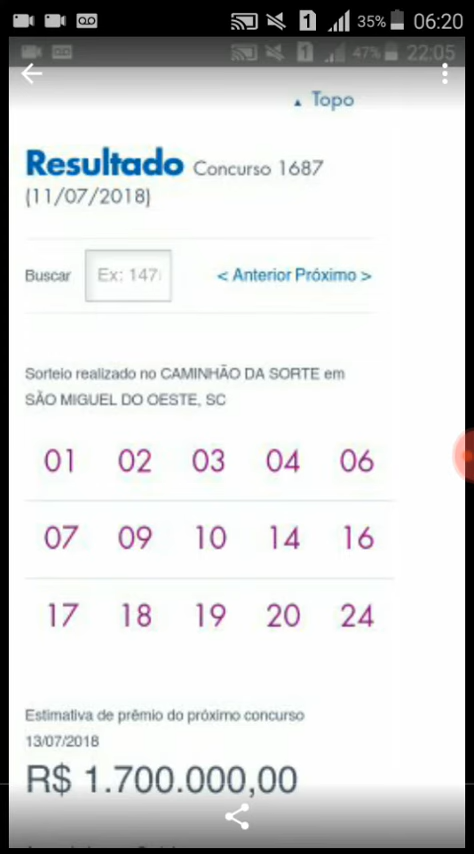 1 35% 06:20
1 47% 22:05
▲ Topo
Resultado Concurso 1687
(11/07/2018)
Buscar Ex: 147 < Anterior Próximo >
Sorteio realizado no CAMINHÃO DA SORTE em
SÃO MIGUEL DO OESTE, SC
01 02 03 04 06
07 09 10 14 16
17 18 19 20 24
Estimativa de prêmio do próximo concurso
13/07/2018
R$ 1.700.000,00